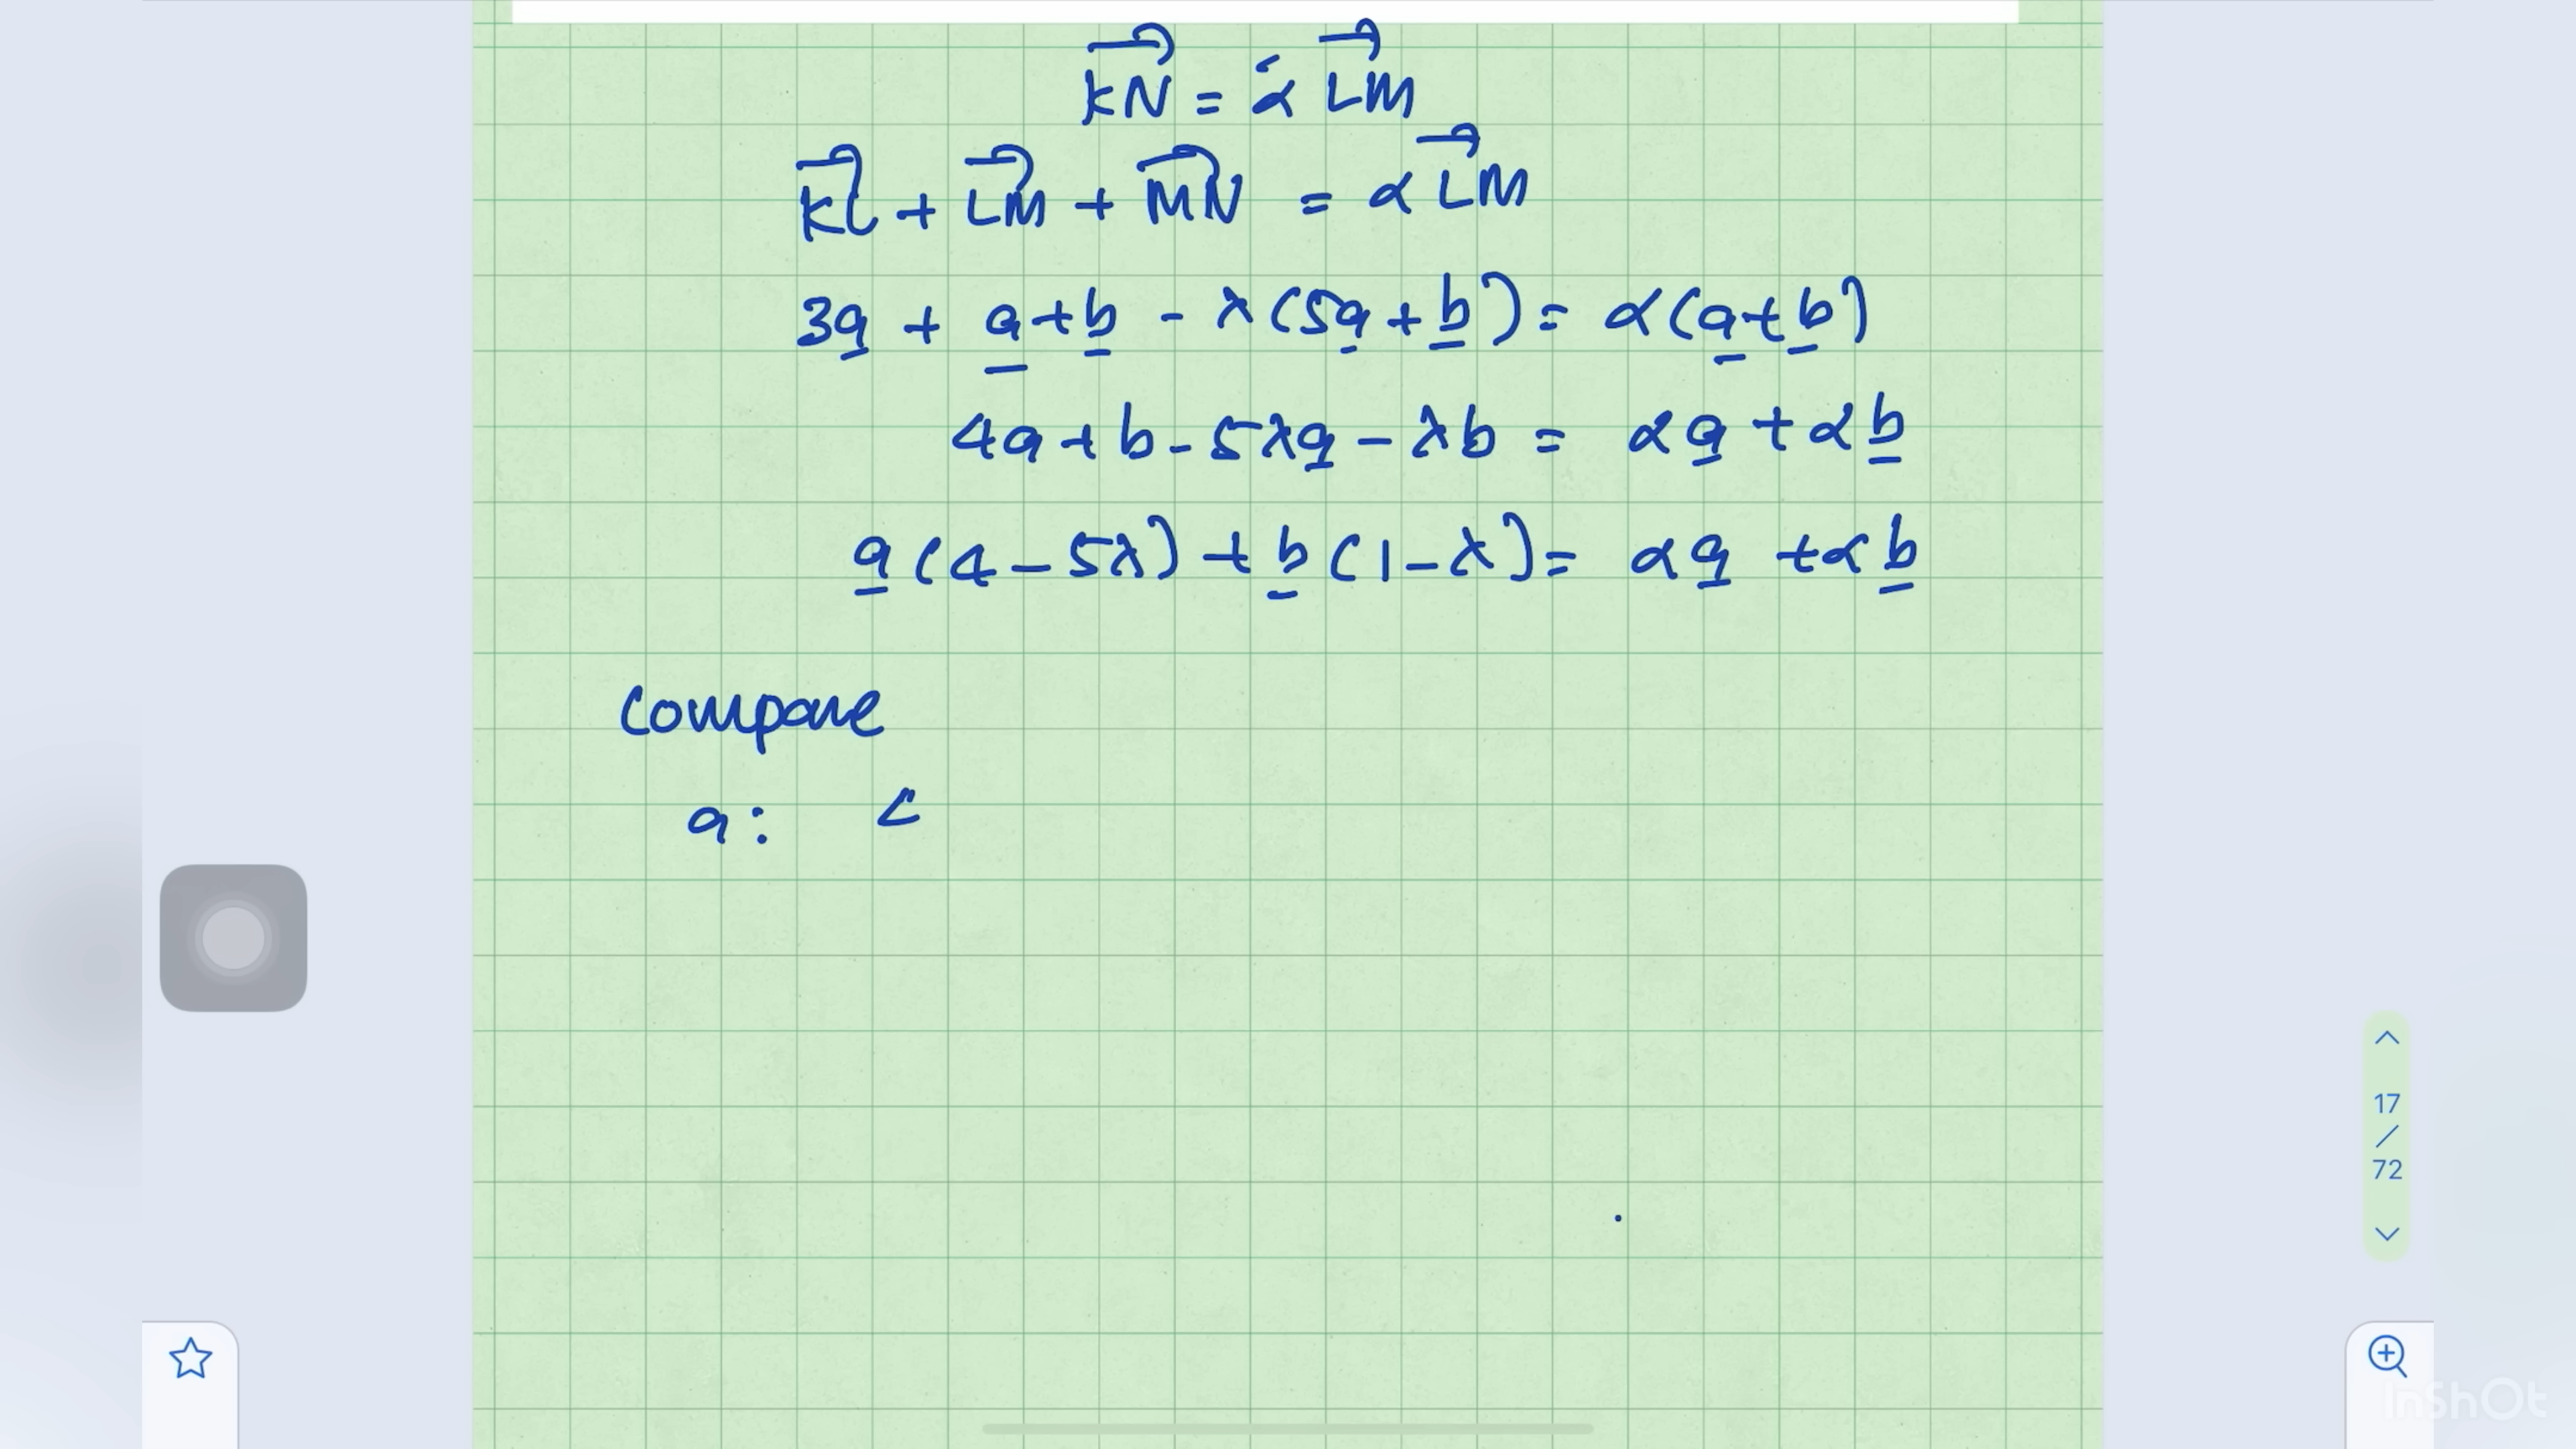 KN = α LM
KL + LM + MN = α LM
3a + a+b - λ(5a+b) = α(a+b)
4a+b-5λa-λb = αa+αb
a(4-5λ)+b(1-λ)= αa +αb
Compare
a:
17
/
72
InShOt